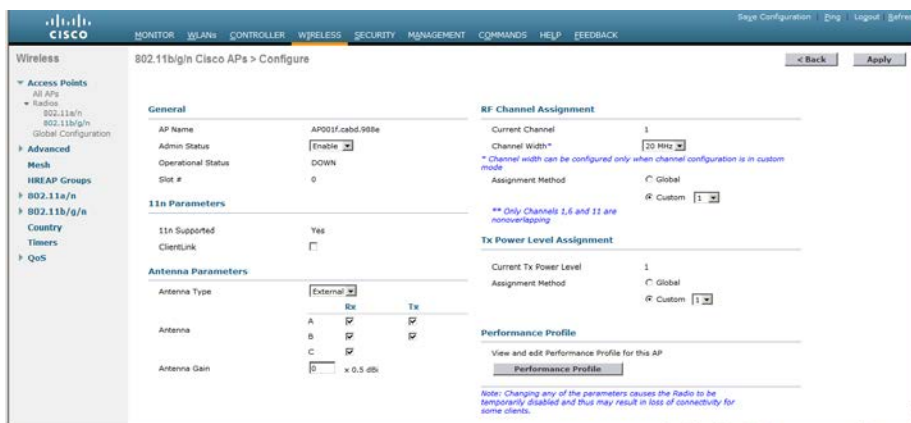 Save Configuration Ping Logout Refres
CISCO
MONITOR WLANs CONTROLLER WIRELESS SECURITY MANAGEMENT COMMANDS HELP FEEDBACK
Wireless
Access Points
All APs
Radios
802.11a/n
802.11b/g/n
Global Configuration
Advanced
Mesh
HREAP Groups
802.11a/n
802.11b/g/n
Country
Timers
QoS
802.11b/g/n Cisco APs > Configure
< Back Apply
General
AP Name AP001f.cabd.988e
Admin Status Enable
Operational Status DOWN
Slot # 0
11n Parameters
11n Supported Yes
ClientLink
Antenna Parameters
Antenna Type External
Rx Tx
Antenna
A
B
C
Antenna Gain 0 x 0.5 dBi
RF Channel Assignment
Current Channel 1
Channel Width* 20 MHz
* Channel width can be configured only when channel configuration is in custom
mode
Assignment Method Global
Custom 1
** Only Channels 1,6 and 11 are
nonoverlapping
Tx Power Level Assignment
Current Tx Power Level 1
Assignment Method Global
Custom 1
Performance Profile
View and edit Performance Profile for this AP
Performance Profile
Note: Changing any of the parameters causes the Radio to be
temporarily disabled and thus may result in loss of connectivity for
some clients.